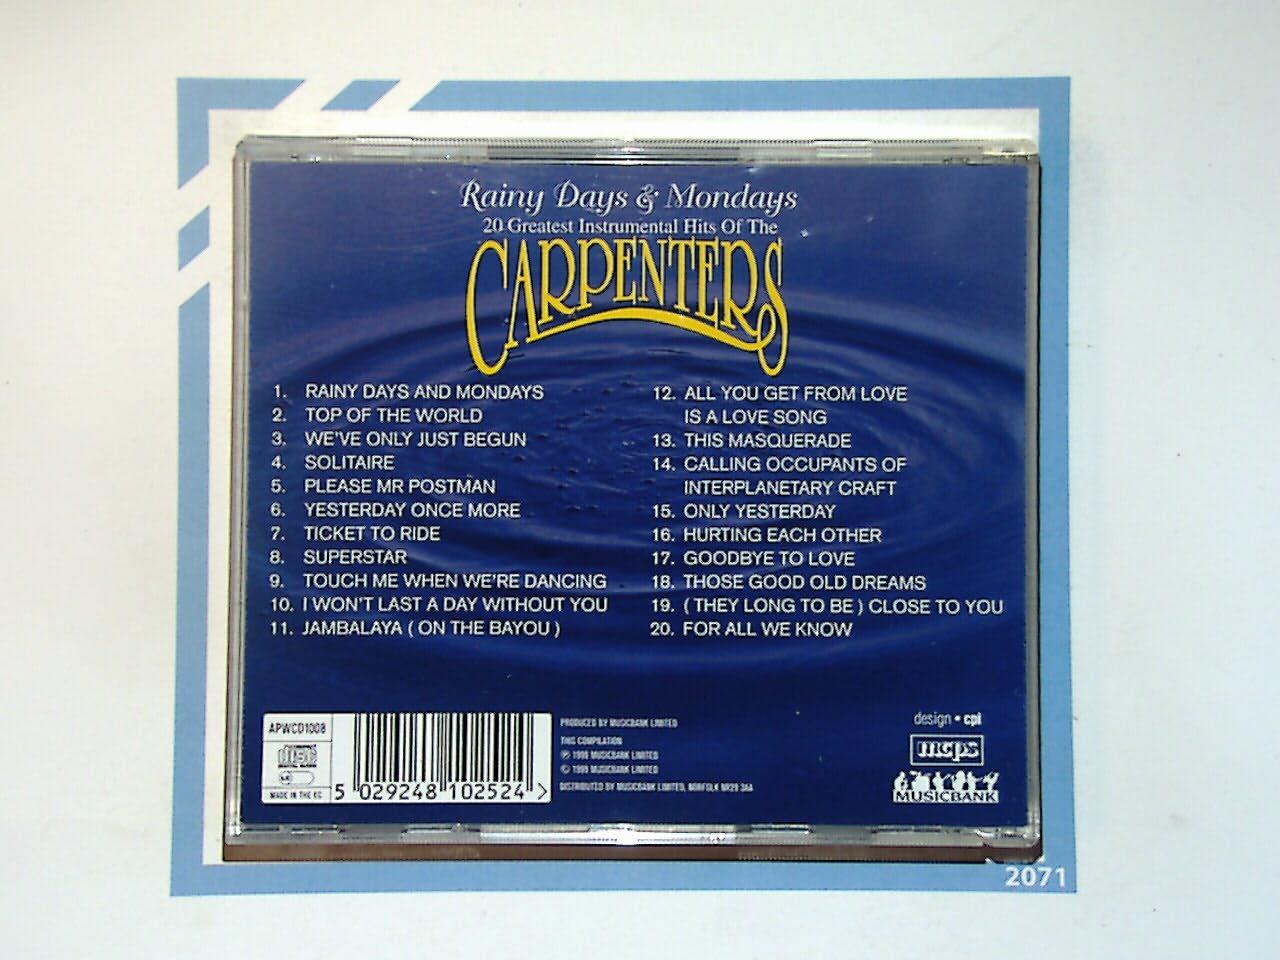 Rainy Days & Mondays
20 Greatest Instrumental Hits Of The
CARPENTERS
1. RAINY DAYS AND MONDAYS
2. TOP OF THE WORLD
3. WE'VE ONLY JUST BEGUN
4. SOLITAIRE
5. PLEASE MR POSTMAN
6. YESTERDAY ONCE MORE
7. TICKET TO RIDE
8. SUPERSTAR
9. TOUCH ME WHEN WE'RE DANCING
10. I WON'T LAST A DAY WITHOUT YOU
11. JAMBALAYA ( ON THE BAYOU )
12. ALL YOU GET FROM LOVE
IS A LOVE SONG
13. THIS MASQUERADE
14. CALLING OCCUPANTS OF
INTERPLANETARY CRAFT
15. ONLY YESTERDAY
16. HURTING EACH OTHER
17. GOODBYE TO LOVE
18. THOSE GOOD OLD DREAMS
19. ( THEY LONG TO BE ) CLOSE TO YOU
20. FOR ALL WE KNOW
APWCD1008
disc
MADE IN THE EC
5 029248 102524 >
PRODUCED BY MUSICBANK LIMITED
THIS COMPILATION
MUSICBANK LIMITED
MUSICBANK LIMITED
DISTRIBUTED BY MUSICBANK LIMITED, NORFOLK
design • cpl
mcps
MUSICBANK
2071